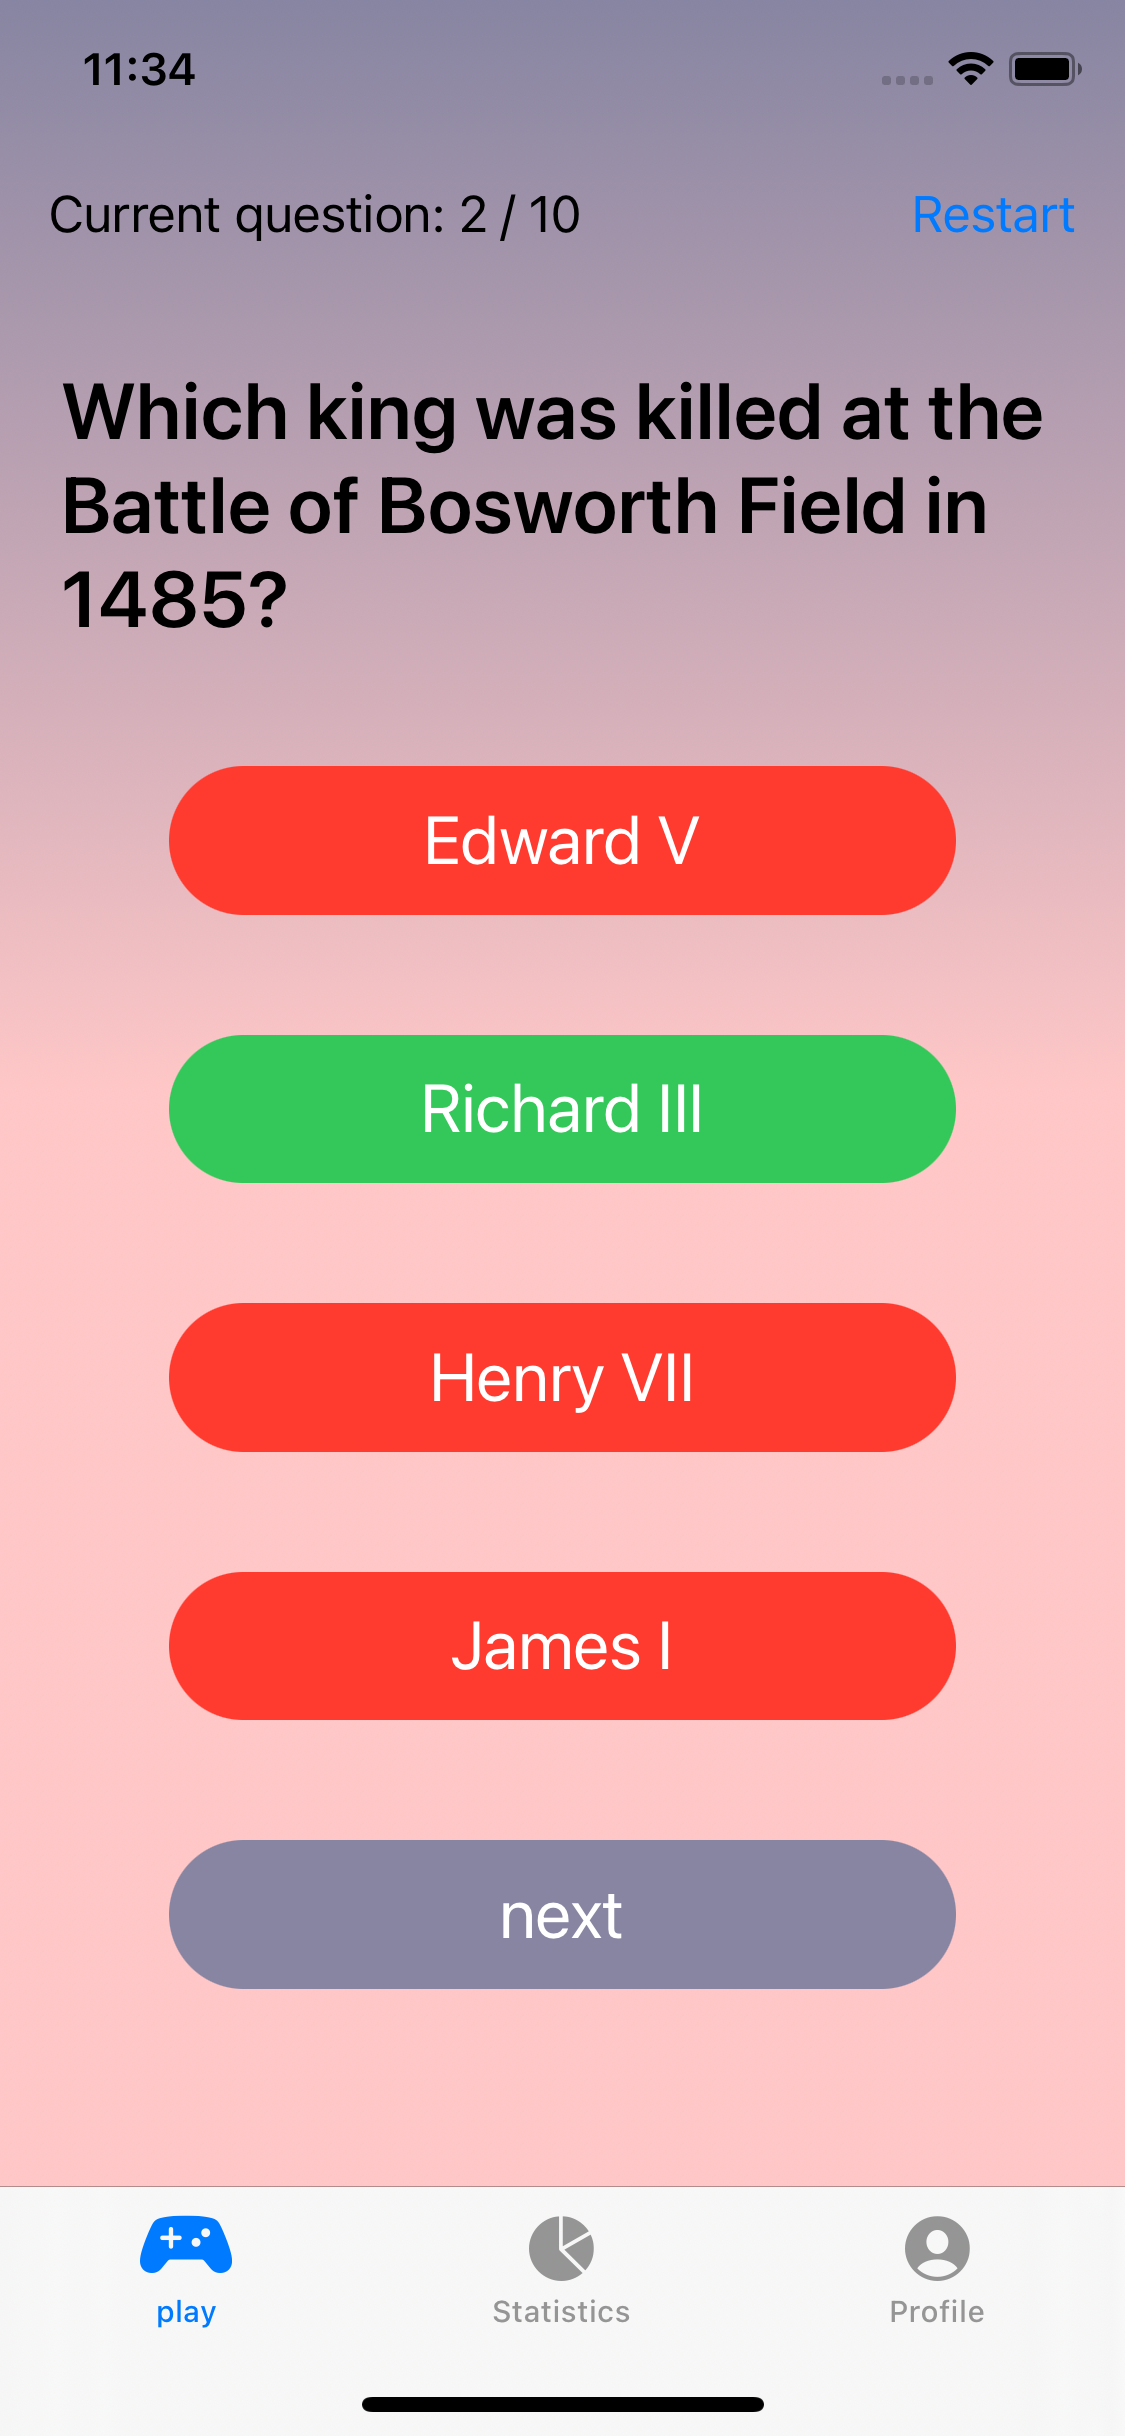 11:34
Current question: 2 / 10
Restart
Which king was killed at the
Battle of Bosworth Field in
1485?
Edward V
Richard III
Henry VII
James I
next
play
Statistics
Profile